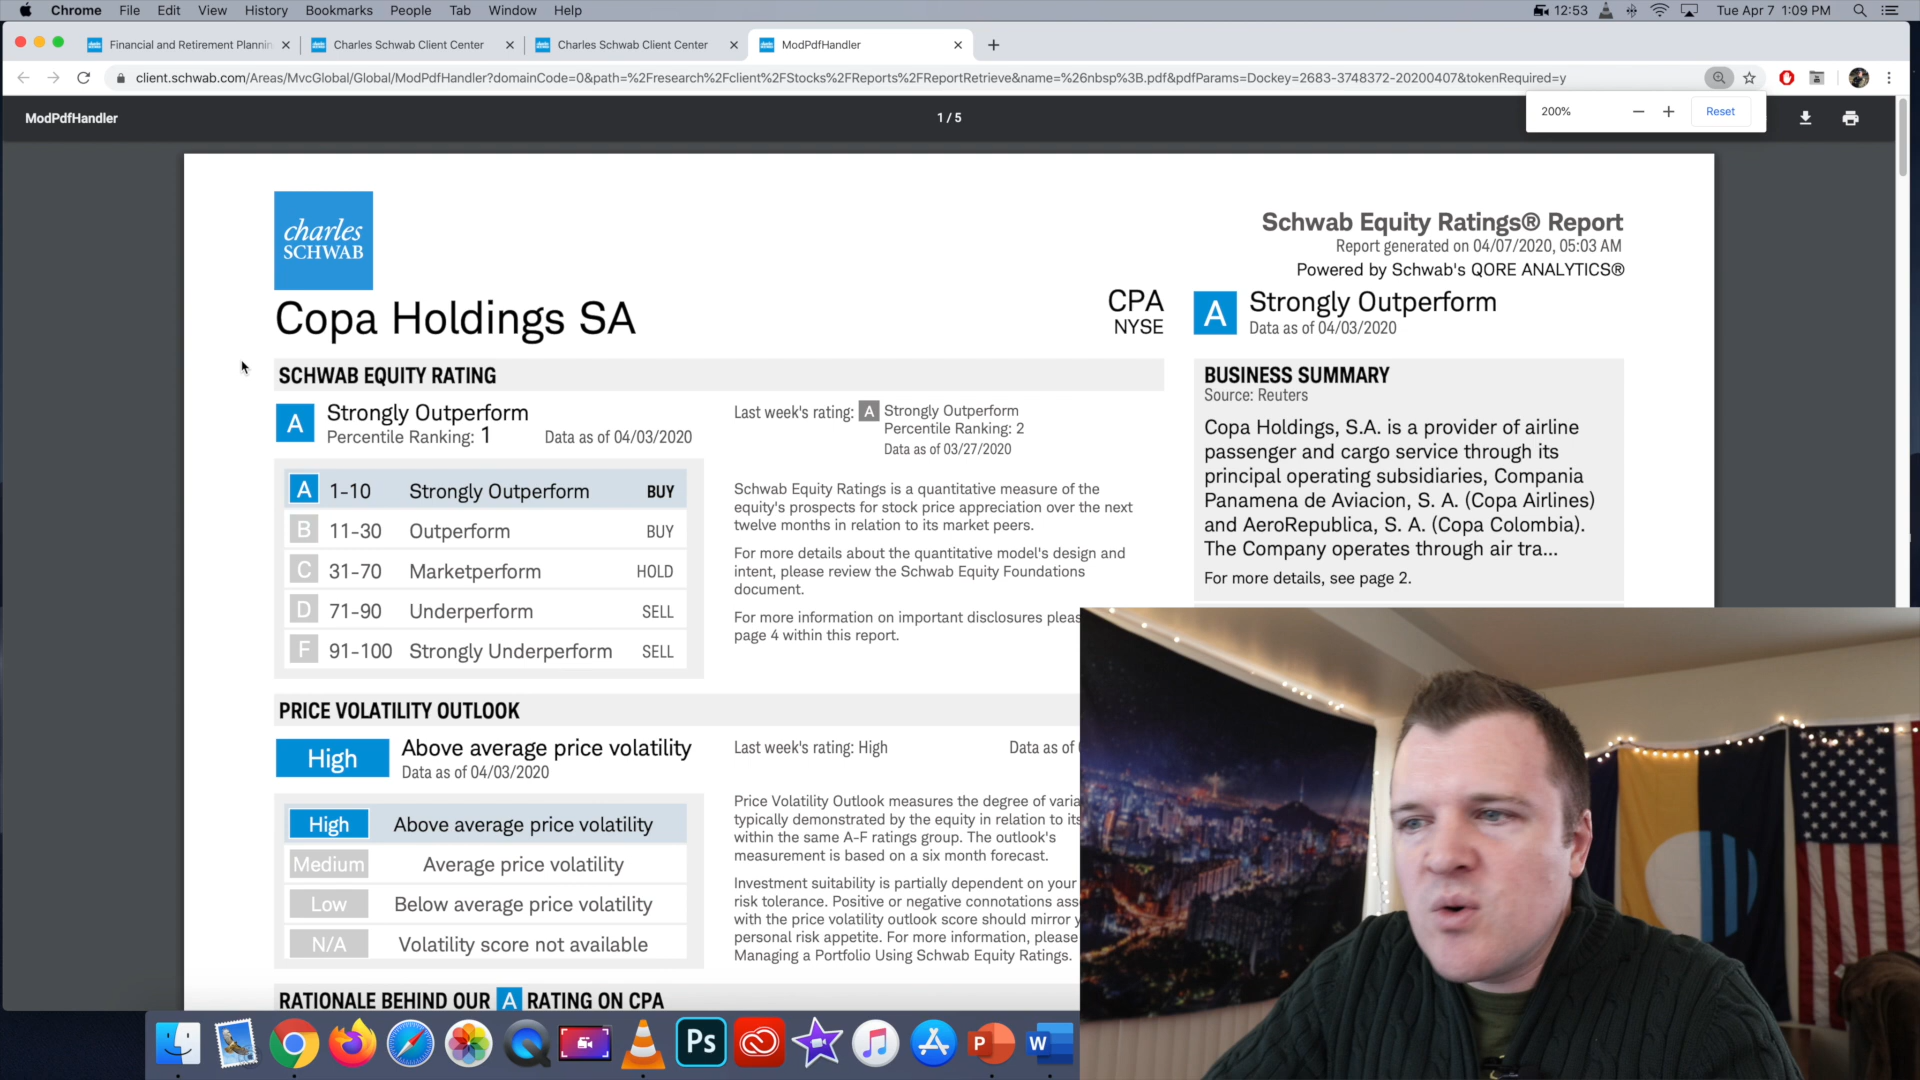 Chrome File Edit View History Bookmarks People Tab Window Help
12:53 Tue Apr 7 1:09 PM
Financial and Retirement Plannin
Charles Schwab Client Center
Charles Schwab Client Center
ModPdfHandler
client.schwab.com/Areas/MvcGlobal/Global/ModPdfHandler?domainCode=0&path=%2Fresearch%2Fclient%2FStocks%2FReports%2FReportRetrieve&name=%26nbsp%3B.pdf&pdfParams=Dockey=2683-3748372-20200407&tokenRequired=y
ModPdfHandler
1 / 5
200%
Reset
charles
SCHWAB
Schwab Equity Ratings® Report
Report generated on 04/07/2020, 05:03 AM
Powered by Schwab's QORE ANALYTICS®
Copa Holdings SA
CPA
NYSE
A Strongly Outperform
Data as of 04/03/2020
SCHWAB EQUITY RATING
A Strongly Outperform
Percentile Ranking: 1 Data as of 04/03/2020
A 1-10 Strongly Outperform BUY
B 11-30 Outperform BUY
C 31-70 Marketperform HOLD
D 71-90 Underperform SELL
F 91-100 Strongly Underperform SELL
Last week's rating: A Strongly Outperform
Percentile Ranking: 2
Data as of 03/27/2020
Schwab Equity Ratings is a quantitative measure of the
equity's prospects for stock price appreciation over the next
twelve months in relation to its market peers.
For more details about the quantitative model's design and
intent, please review the Schwab Equity Foundations
document.
For more information on important disclosures pleas
page 4 within this report.
BUSINESS SUMMARY
Source: Reuters
Copa Holdings, S.A. is a provider of airline
passenger and cargo service through its
principal operating subsidiaries, Compania
Panamena de Aviacion, S. A. (Copa Airlines)
and AeroRepublica, S. A. (Copa Colombia).
The Company operates through air tra...
For more details, see page 2.
PRICE VOLATILITY OUTLOOK
High Above average price volatility
Data as of 04/03/2020
High Above average price volatility
Medium Average price volatility
Low Below average price volatility
N/A Volatility score not available
Last week's rating: High Data as of
Price Volatility Outlook measures the degree of varia
typically demonstrated by the equity in relation to its
within the same A-F ratings group. The outlook's
measurement is based on a six month forecast.
Investment suitability is partially dependent on your
risk tolerance. Positive or negative connotations ass
with the price volatility outlook score should mirror y
personal risk appetite. For more information, please
Managing a Portfolio Using Schwab Equity Ratings.
RATIONALE BEHIND OUR A RATING ON CPA
Ps
P
W